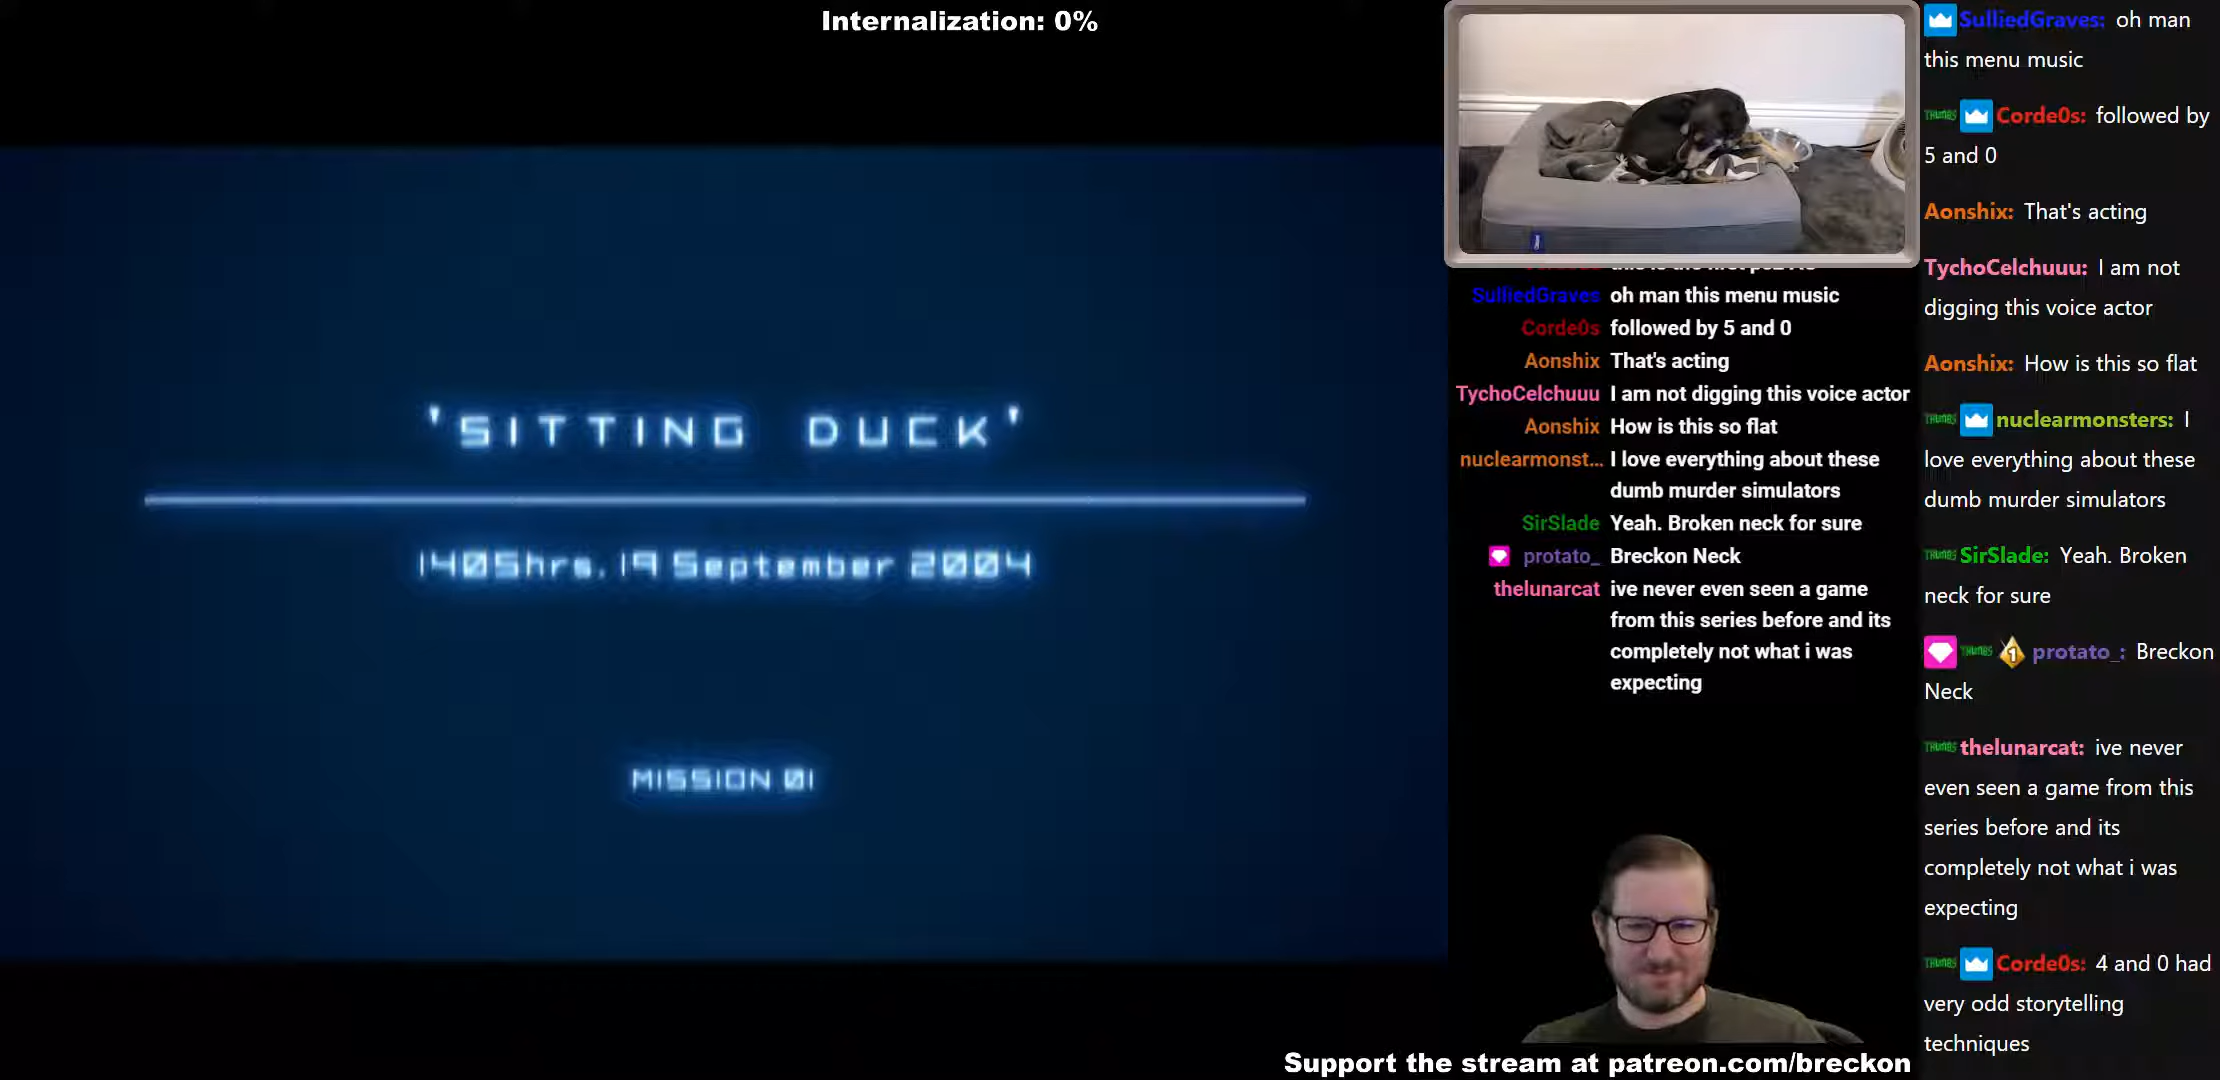 Internalization: 0%
'SITTING DUCK'
1405hrs, 19 September 2004
MISSION 01
SulliedGraves oh man this menu music
Corde0s followed by 5 and 0
Aonshix That's acting
TychoCelchuuu I am not digging this voice actor
Aonshix How is this so flat
nuclearmonst... I love everything about these
dumb murder simulators
SirSlade Yeah. Broken neck for sure
protato_ Breckon Neck
thelunarcat ive never even seen a game
from this series before and its
completely not what i was
expecting
Support the stream at patreon.com/breckon
SulliedGraves: oh man
this menu music
THUMBS Corde0s: followed by
5 and 0
Aonshix: That's acting
TychoCelchuuu: I am not
digging this voice actor
Aonshix: How is this so flat
THUMBS nuclearmonsters: I
love everything about these
dumb murder simulators
THUMBS SirSlade: Yeah. Broken
neck for sure
THUMBS 1 protato_: Breckon
Neck
THUMBS thelunarcat: ive never
even seen a game from this
series before and its
completely not what i was
expecting
THUMBS Corde0s: 4 and 0 had
very odd storytelling
techniques